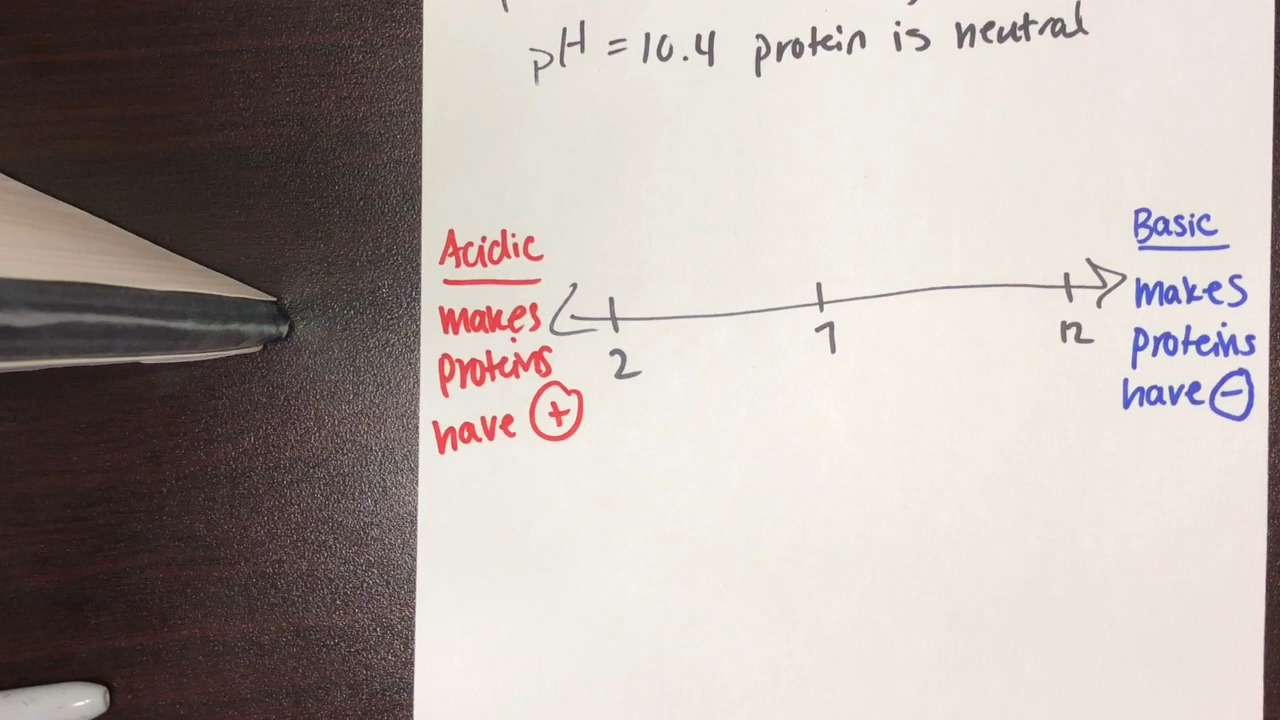 pH = 10.4 protein is neutral
Acidic
makes
proteins
have +
2
7
12
Basic
makes
proteins
have -